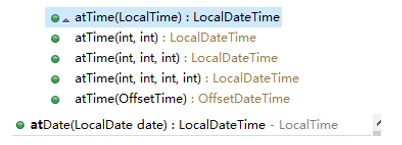 atTime(LocalTime) : LocalDateTime
atTime(int, int) : LocalDateTime
atTime(int, int, int) : LocalDateTime
atTime(int, int, int, int) : LocalDateTime
atTime(OffsetTime) : OffsetDateTime
atDate(LocalDate date) : LocalDateTime - LocalTime